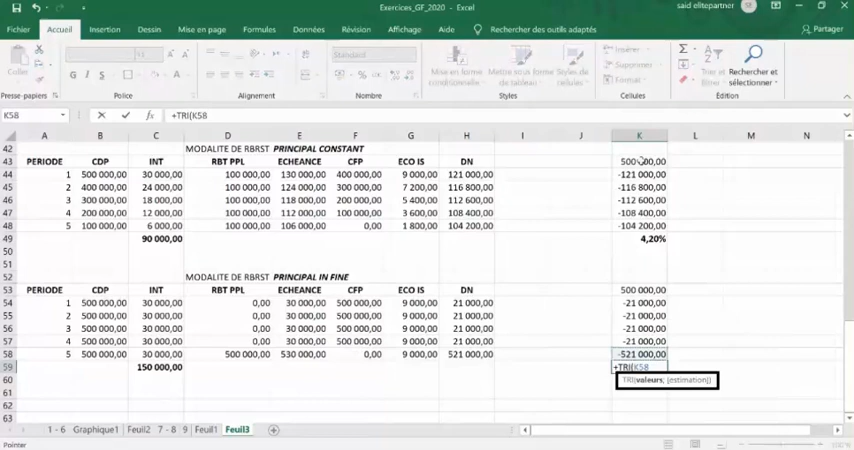 Exercices_GF_2020 - Excel
said elitepartner SE
Fichier Accueil Insertion Dessin Mise en page Formules Données Révision Affichage Aide Rechercher des outils adaptés Partager
Coller
Standard
Mise en forme conditionnelle
Mettre sous forme de tableau
Styles de cellules
Insérer
Supprimer
Format
Trier et filtrer
Rechercher et sélectionner
Presse-papiers Police Alignement Nombre Styles Cellules Édition
K58 fx +TRI(K58
A B C D E F G H I J K L M N
42 MODALITE DE RBRST PRINCIPAL CONSTANT
43 PERIODE CDP INT RBT PPL ECHEANCE CFP ECO IS DN 500 000,00
44 1 500 000,00 30 000,00 100 000,00 130 000,00 400 000,00 9 000,00 121 000,00 -121 000,00
45 2 400 000,00 24 000,00 100 000,00 124 000,00 300 000,00 7 200,00 116 800,00 -116 800,00
46 3 300 000,00 18 000,00 100 000,00 118 000,00 200 000,00 5 400,00 112 600,00 -112 600,00
47 4 200 000,00 12 000,00 100 000,00 112 000,00 100 000,00 3 600,00 108 400,00 -108 400,00
48 5 100 000,00 6 000,00 100 000,00 106 000,00 0,00 1 800,00 104 200,00 -104 200,00
49 90 000,00 4,20%
50
51
52 MODALITE DE RBRST PRINCIPAL IN FINE
53 PERIODE CDP INT RBT PPL ECHEANCE CFP ECO IS DN 500 000,00
54 1 500 000,00 30 000,00 0,00 30 000,00 500 000,00 9 000,00 21 000,00 -21 000,00
55 2 500 000,00 30 000,00 0,00 30 000,00 500 000,00 9 000,00 21 000,00 -21 000,00
56 3 500 000,00 30 000,00 0,00 30 000,00 500 000,00 9 000,00 21 000,00 -21 000,00
57 4 500 000,00 30 000,00 0,00 30 000,00 500 000,00 9 000,00 21 000,00 -21 000,00
58 5 500 000,00 30 000,00 500 000,00 530 000,00 0,00 9 000,00 521 000,00 -521 000,00
59 150 000,00 +TRI(K58
60 TRI(valeurs; [estimation])
61
62
63
1 - 6 Graphique1 Feuil2 7 - 8 9 Feuil1 Feuil3
Pointer